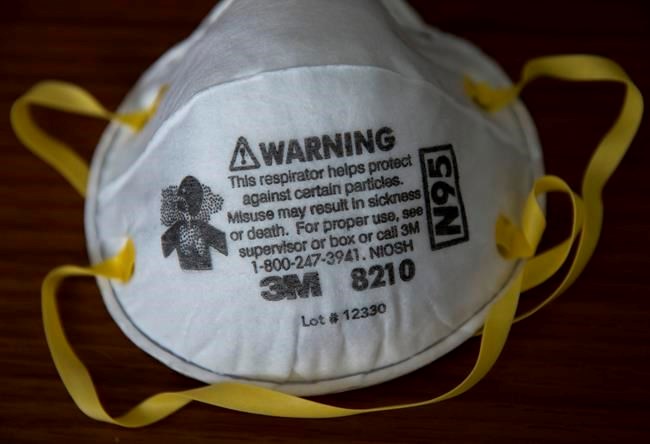 WARNING
This respirator helps protect
against certain particles.
Misuse may result in sickness
or death. For proper use, see
supervisor or box or call 3M
1-800-247-3941. NIOSH
3M 8210
Lot # 12330
N95